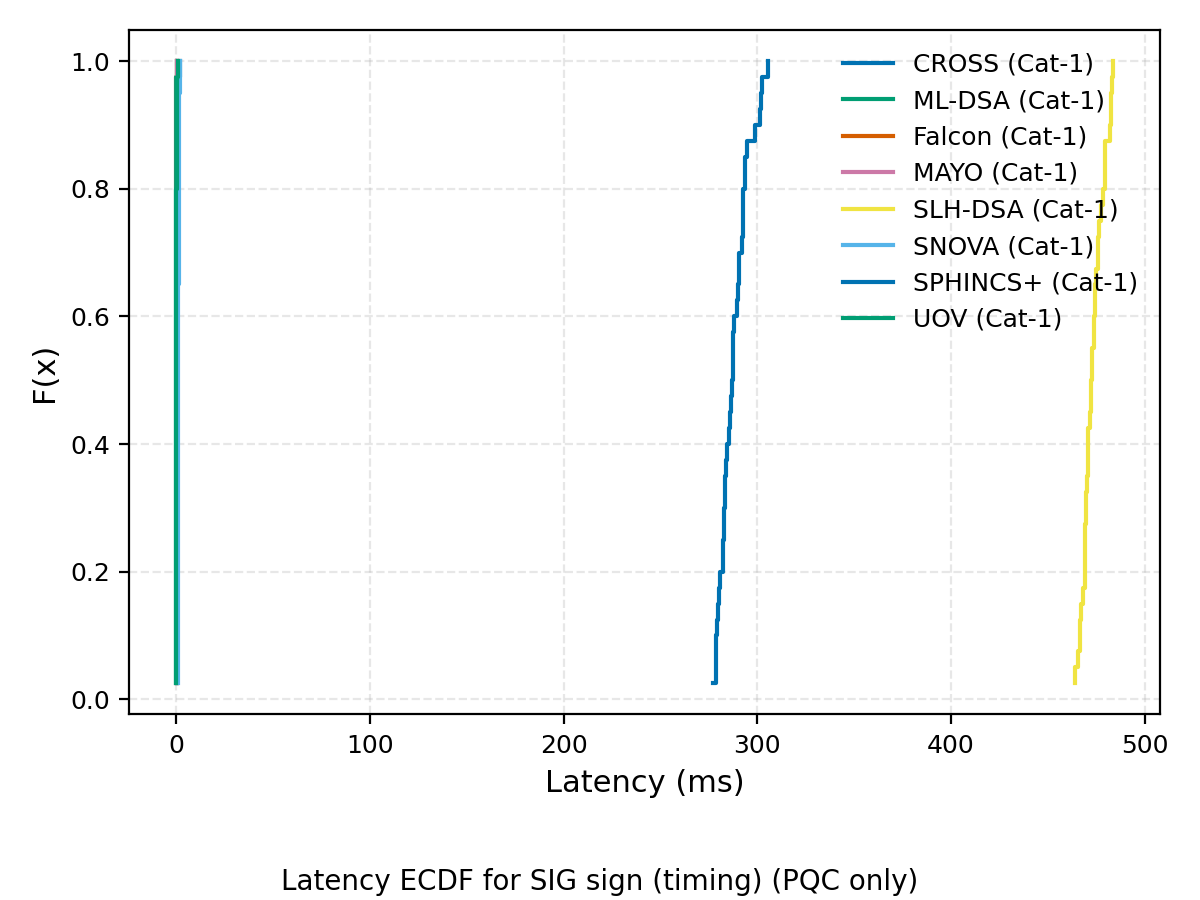 1.0
0.8
0.6
0.4
0.2
0.0
F(x)
CROSS (Cat-1)
ML-DSA (Cat-1)
Falcon (Cat-1)
MAYO (Cat-1)
SLH-DSA (Cat-1)
SNOVA (Cat-1)
SPHINCS+ (Cat-1)
UOV (Cat-1)
0 100 200 300 400 500
Latency (ms)
Latency ECDF for SIG sign (timing) (PQC only)